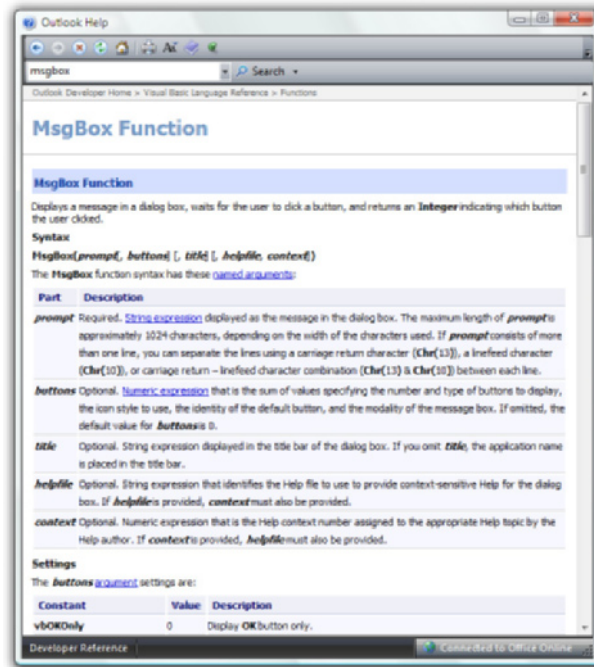 Outlook Help
msgbox
Search
Outlook Developer Home > Visual Basic Language Reference > Functions
MsgBox Function
MsgBox Function
Displays a message in a dialog box, waits for the user to click a button, and returns an Integer indicating which button
the user clicked.
Syntax
MsgBox(prompt[, buttons] [, title] [, helpfile, context])
The MsgBox function syntax has these named arguments:
Part Description
prompt Required. String expression displayed as the message in the dialog box. The maximum length of prompt is
approximately 1024 characters, depending on the width of the characters used. If prompt consists of more
than one line, you can separate the lines using a carriage return character (Chr(13)), a linefeed character
(Chr(10)), or carriage return – linefeed character combination (Chr(13) & Chr(10)) between each line.
buttons Optional. Numeric expression that is the sum of values specifying the number and type of buttons to display,
the icon style to use, the identity of the default button, and the modality of the message box. If omitted, the
default value for buttons is 0.
title Optional. String expression displayed in the title bar of the dialog box. If you omit title, the application name
is placed in the title bar.
helpfile Optional. String expression that identifies the Help file to use to provide context-sensitive Help for the dialog
box. If helpfile is provided, context must also be provided.
context Optional. Numeric expression that is the Help context number assigned to the appropriate Help topic by the
Help author. If context is provided, helpfile must also be provided.
Settings
The buttons argument settings are:
Constant Value Description
vbOKOnly 0 Display OK button only.
Developer Reference
Connected to Office Online